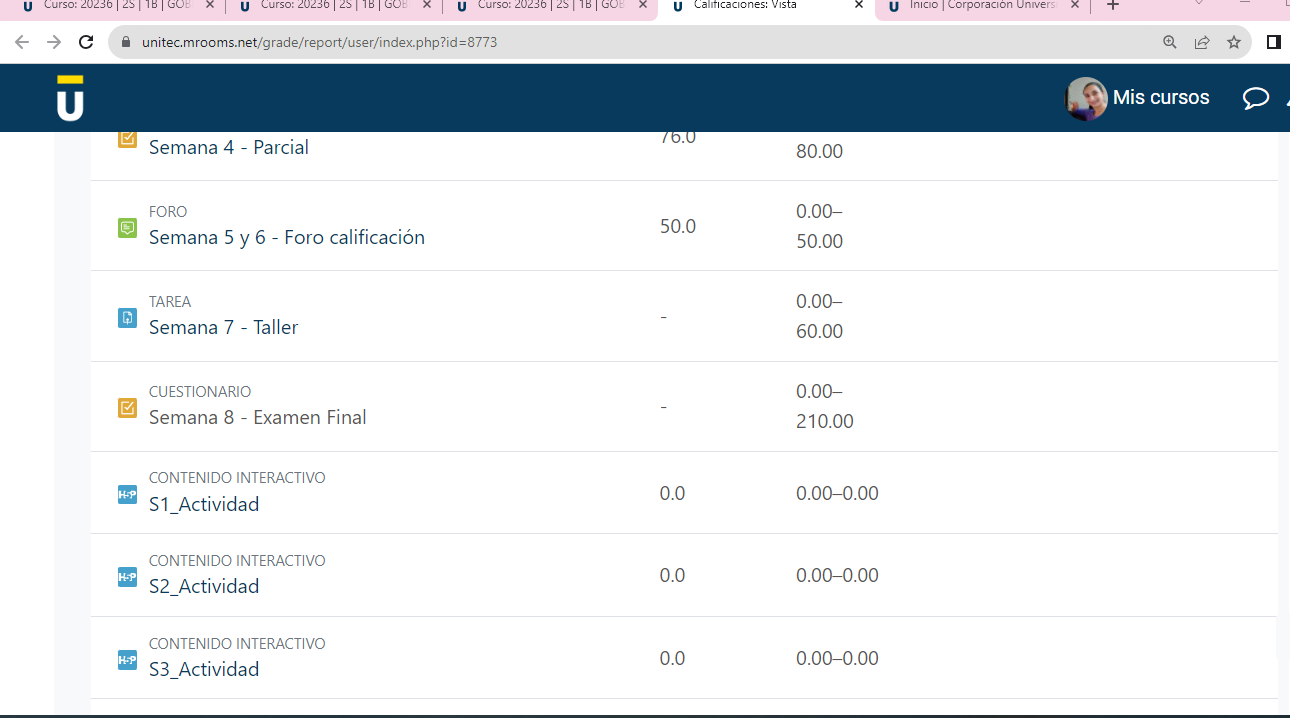 Curso: 20236 | 2S | 1B | GOB
Curso: 20236 | 2S | 1B | GOB
Curso: 20236 | 2S | 1B | GOB
Calificaciones: Vista
Inicio | Corporación Univers
unitec.mrooms.net/grade/report/user/index.php?id=8773
U
Mis cursos
Semana 4 - Parcial
76.0
80.00
FORO
Semana 5 y 6 - Foro calificación
50.0
0.00–
50.00
TAREA
Semana 7 - Taller
-
0.00–
60.00
CUESTIONARIO
Semana 8 - Examen Final
-
0.00–
210.00
CONTENIDO INTERACTIVO
H5P
S1_Actividad
0.0
0.00–0.00
CONTENIDO INTERACTIVO
H5P
S2_Actividad
0.0
0.00–0.00
CONTENIDO INTERACTIVO
H5P
S3_Actividad
0.0
0.00–0.00